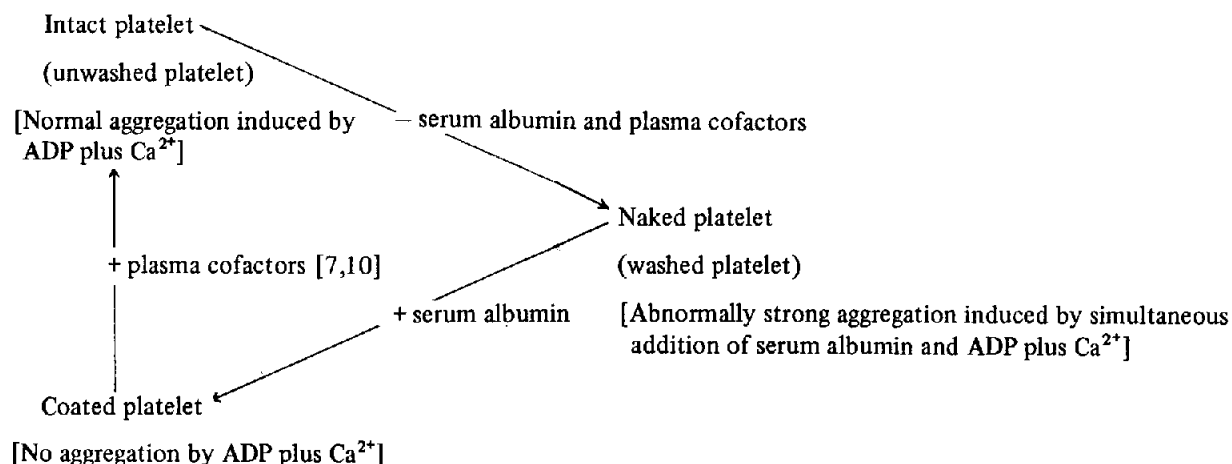 Intact platelet
(unwashed platelet)
[Normal aggregation induced by
ADP plus Ca²⁺]
− serum albumin and plasma cofactors
Naked platelet
(washed platelet)
[Abnormally strong aggregation induced by simultaneous
addition of serum albumin and ADP plus Ca²⁺]
+ plasma cofactors [7,10]
+ serum albumin
Coated platelet
[No aggregation by ADP plus Ca²⁺]